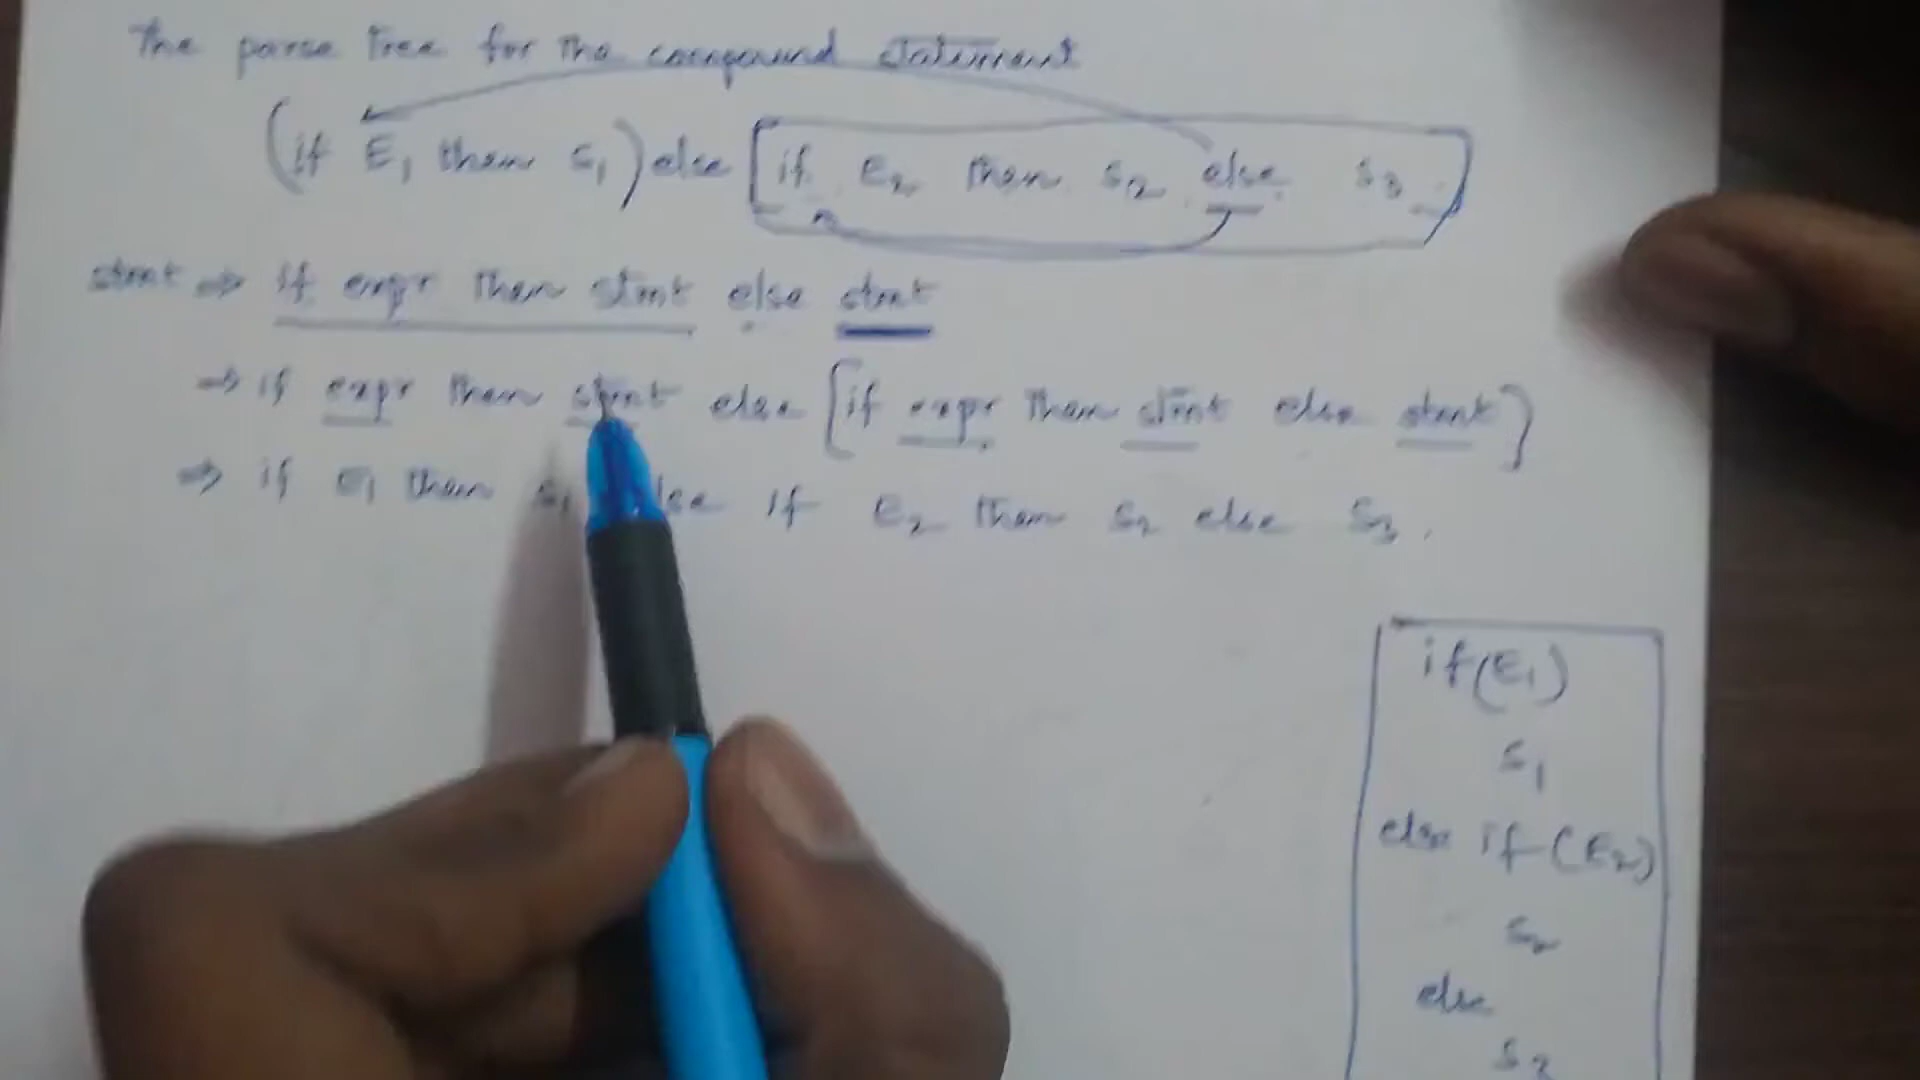 The parse Tree for The compound statement
(if E1 then S1) else [if E2 then S2 else S3]
stmt ⇒ if expr then stmt else stmt
⇒ if expr then stmt else [if expr then stmt else stmt]
⇒ if E1 then S1 else if E2 then S2 else S3.
if(E1)
S1
else if(E2)
S2
else
S3